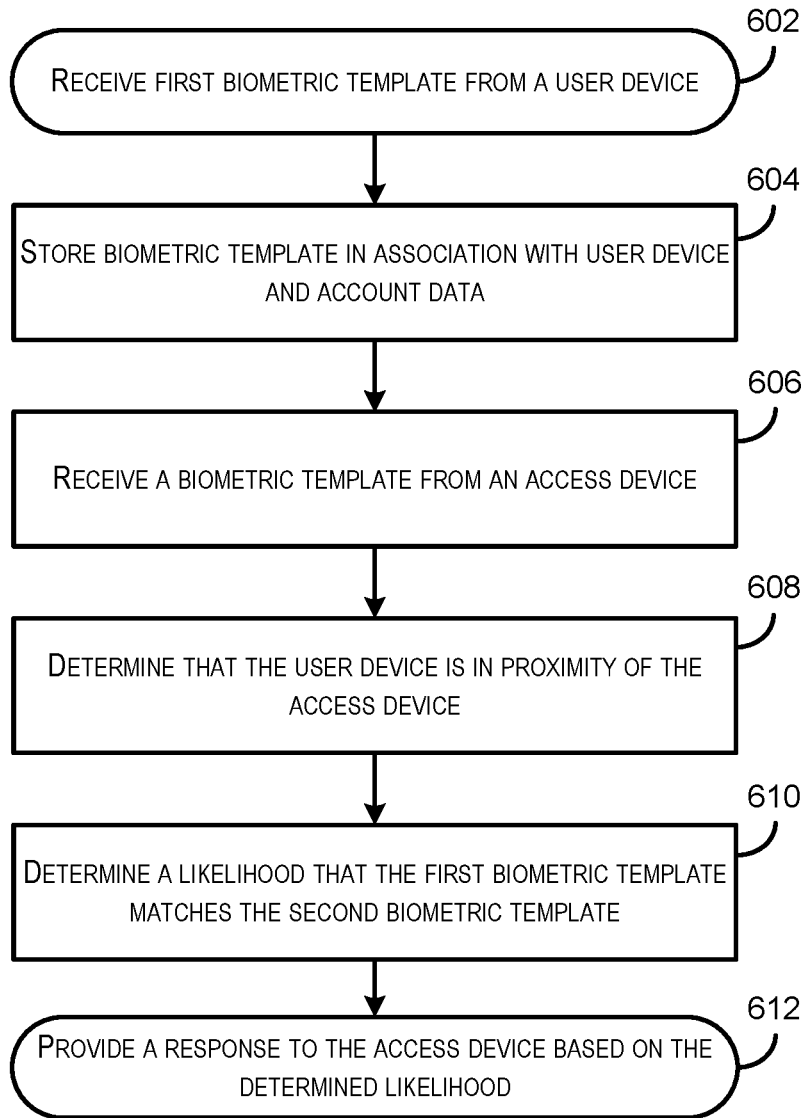 602
RECEIVE FIRST BIOMETRIC TEMPLATE FROM A USER DEVICE
604
STORE BIOMETRIC TEMPLATE IN ASSOCIATION WITH USER DEVICE
AND ACCOUNT DATA
606
RECEIVE A BIOMETRIC TEMPLATE FROM AN ACCESS DEVICE
608
DETERMINE THAT THE USER DEVICE IS IN PROXIMITY OF THE
ACCESS DEVICE
610
DETERMINE A LIKELIHOOD THAT THE FIRST BIOMETRIC TEMPLATE
MATCHES THE SECOND BIOMETRIC TEMPLATE
612
PROVIDE A RESPONSE TO THE ACCESS DEVICE BASED ON THE
DETERMINED LIKELIHOOD